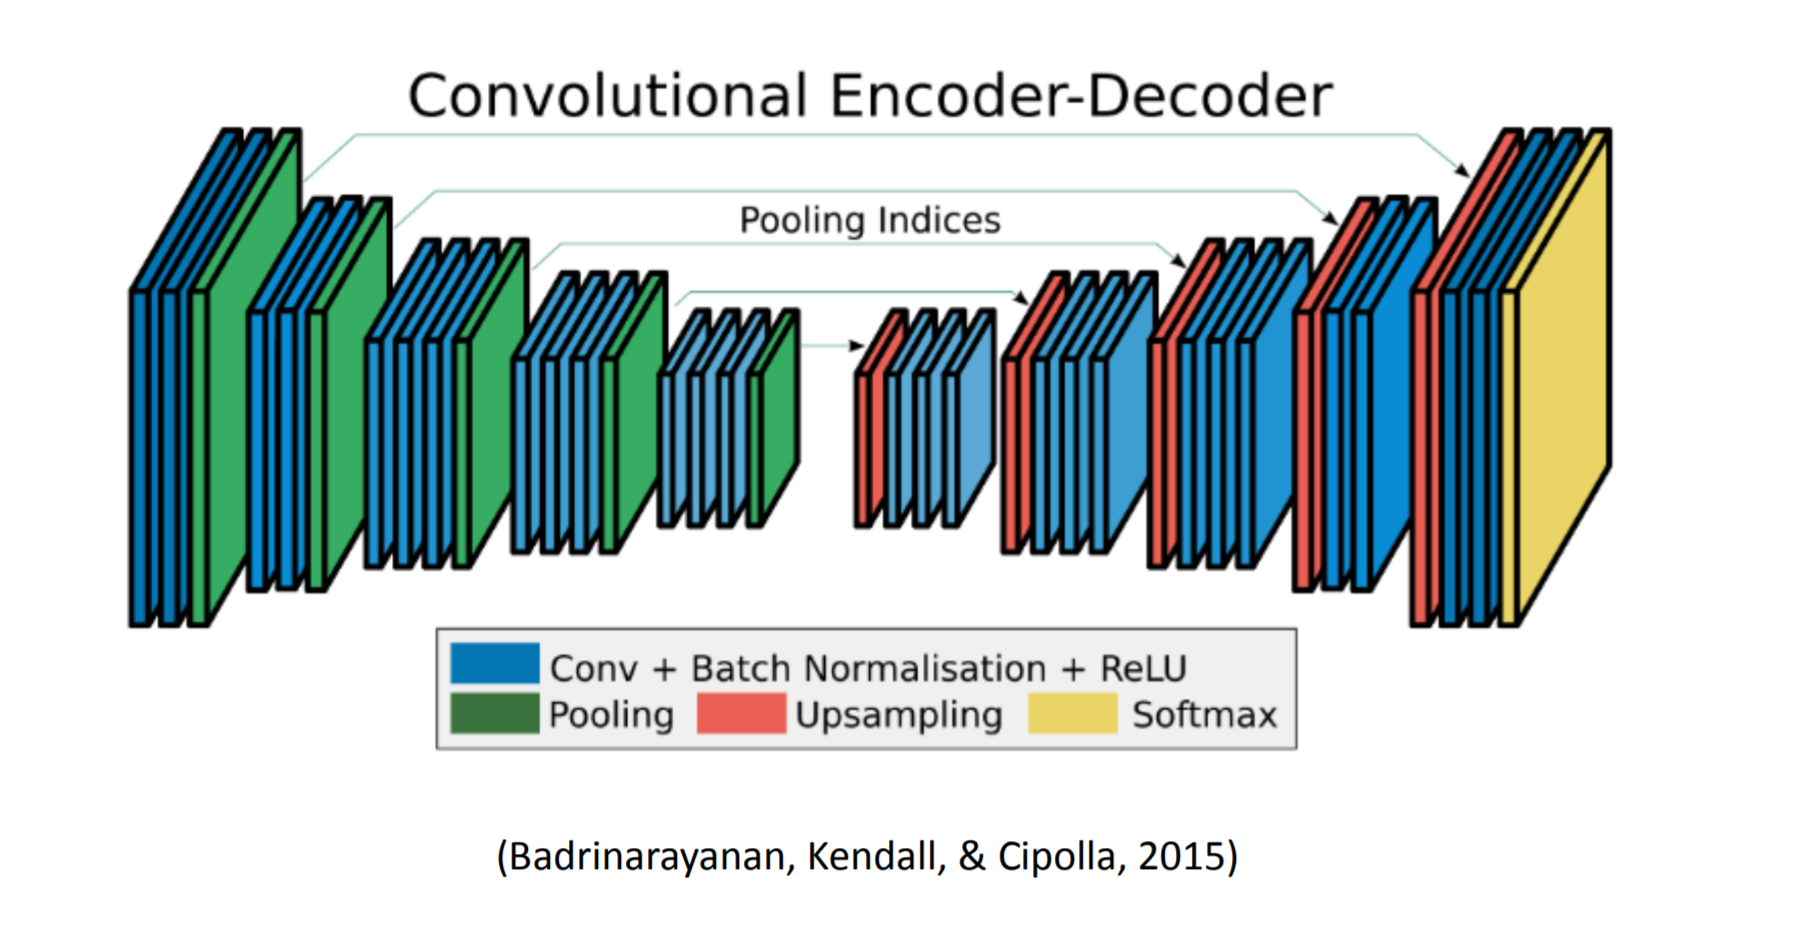 Convolutional Encoder-Decoder
Pooling Indices
Conv + Batch Normalisation + ReLU
Pooling Upsampling Softmax
(Badrinarayanan, Kendall, & Cipolla, 2015)